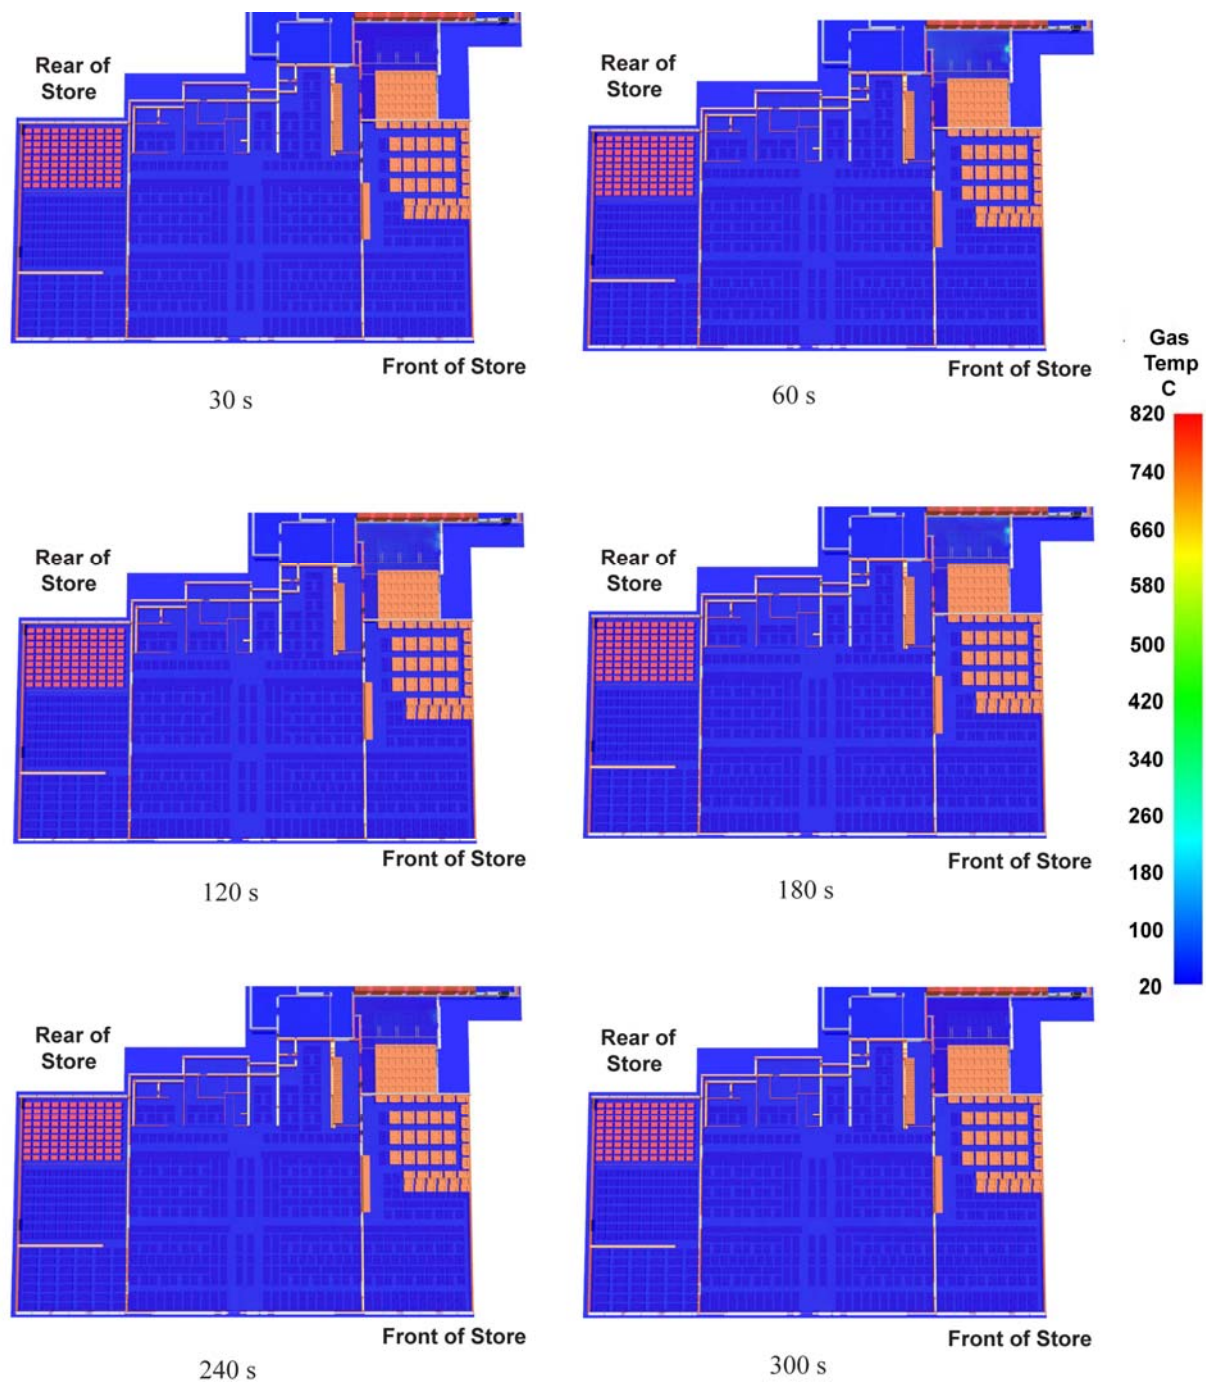 Rear of
Store
Front of Store
30 s
Rear of
Store
Front of Store
60 s
Gas
Temp
C
820
740
660
580
500
420
340
260
180
100
20
Rear of
Store
Front of Store
120 s
Rear of
Store
Front of Store
180 s
Rear of
Store
Front of Store
240 s
Rear of
Store
Front of Store
300 s